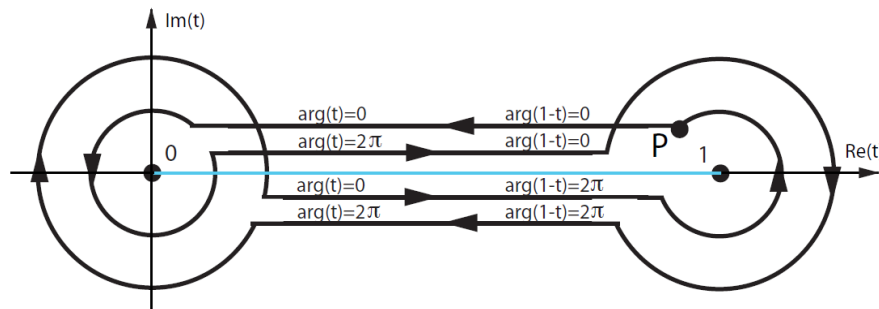 Im(t)
arg(t)=0 arg(1-t)=0
arg(t)=2π arg(1-t)=0
P
0 1 Re(t
arg(t)=0 arg(1-t)=2π
arg(t)=2π arg(1-t)=2π